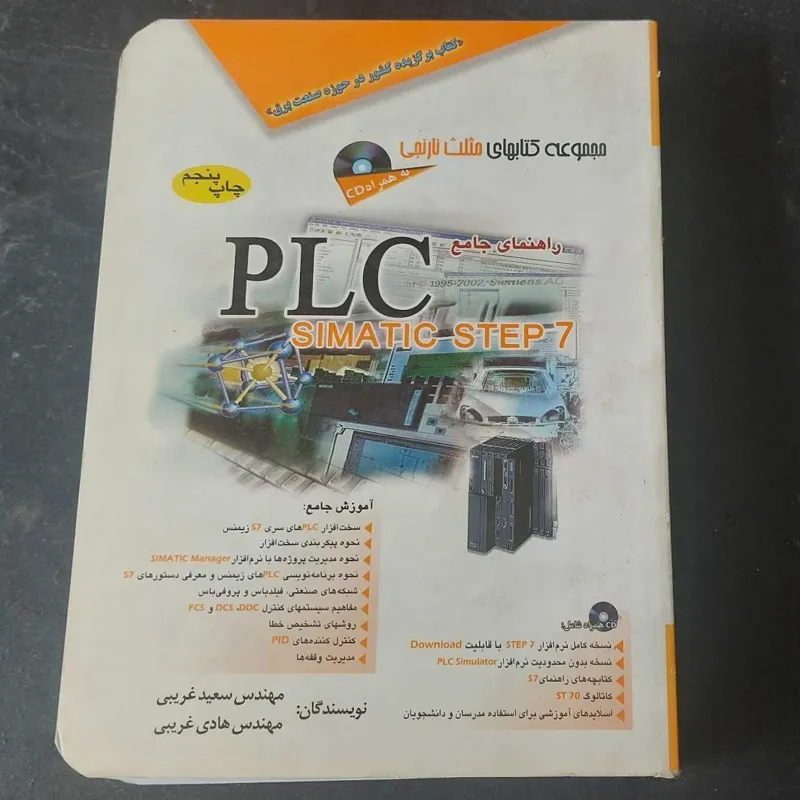 «کتاب برگزیده کشور در حوزه صنعت برق»
مجموعه کتابهای مثلث نارنجی
به همراه CD
چاپ پنجم
راهنمای جامع
PLC
1995-2002, Siemens AG
SIMATIC STEP 7
آموزش جامع:
سخت‌افزار PLCهای سری S7 زیمنس
نحوه پیکربندی سخت‌افزار
نحوه مدیریت پروژه‌ها با نرم‌افزار SIMATIC Manager
نحوه برنامه‌نویسی PLCهای زیمنس و معرفی دستورهای S7
شبکه‌های صنعتی، فیلدباس و پروفی‌باس
مفاهیم سیستمهای کنترل DCS ،DDC و FCS
روشهای تشخیص خطا
کنترل کننده‌های PID
مدیریت وقفه‌ها
CD همراه شامل:
نسخه کامل نرم‌افزار STEP 7 با قابلیت Download
نسخه بدون محدودیت نرم‌افزار PLC Simulator
کتابچه‌های راهنمای S7
کاتالوگ ST 70
اسلایدهای آموزشی برای استفاده مدرسان و دانشجویان
نویسندگان:
مهندس سعید غریبی
مهندس هادی غریبی